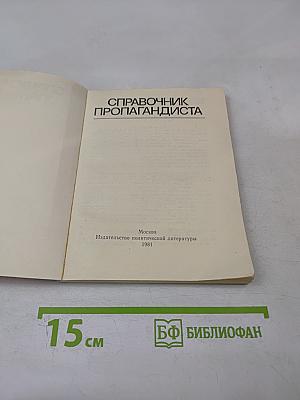 СПРАВОЧНИК
ПРОПАГАНДИСТА
Москва
Издательство политической литературы
1981
15 см
БФ БИБЛИОФАН